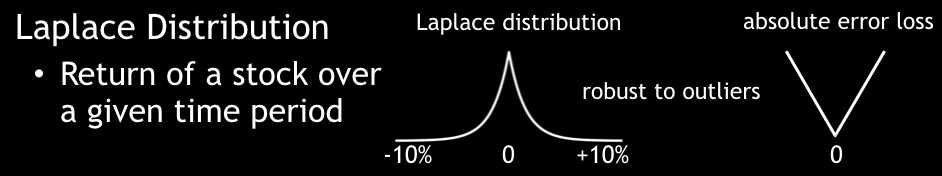 Laplace Distribution
• Return of a stock over
a given time period
Laplace distribution
-10% 0 +10%
robust to outliers
absolute error loss
0